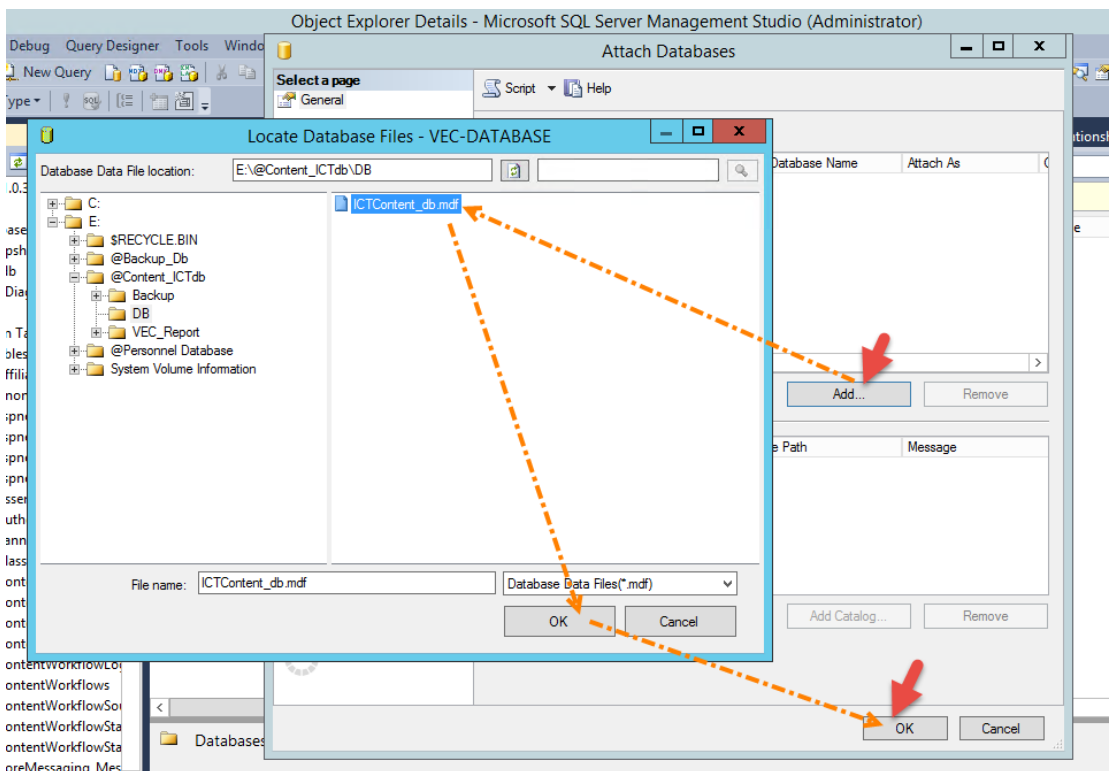 Object Explorer Details - Microsoft SQL Server Management Studio (Administrator)
Debug Query Designer Tools Windo
Attach Databases
New Query
Select a page
General
Script
Help
Type
Locate Database Files - VEC-DATABASE
Database Data File location: E:\@Content_ICTdb\DB
Database Name
Attach As
C:
E:
$RECYCLE.BIN
@Backup_Db
@Content_ICTdb
Backup
DB
VEC_Report
@Personnel Database
System Volume Information
ICTContent_db.mdf
Add...
Remove
e Path
Message
File name: ICTContent_db.mdf
Database Data Files(*.mdf)
OK
Cancel
Add Catalog...
Remove
ontentWorkflowLo
ontentWorkflows
ontentWorkflowSo
ontentWorkflowSta
ontentWorkflowSta
oreMessaging_Mes
Databases
OK
Cancel